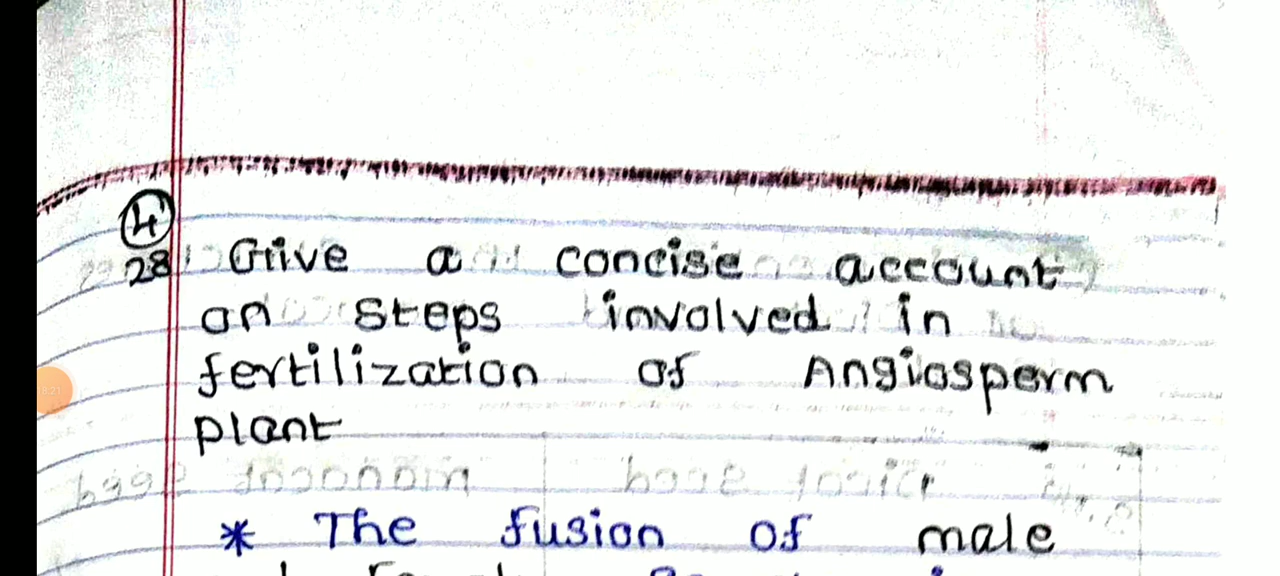 4
28 Give a concise account
on steps involved in
fertilization of Angiosperm
plant
* The fusion of male